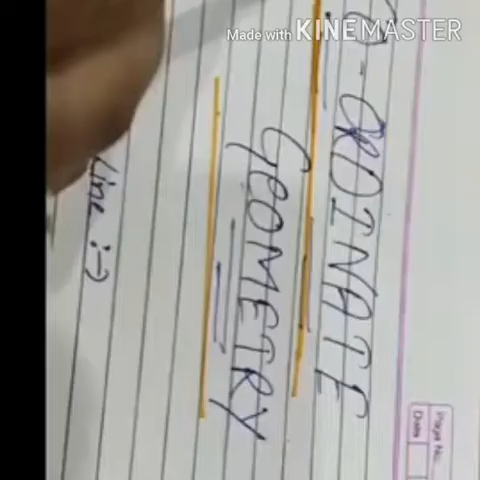 Made with KINEMASTER
O-ORDINATE
GEOMETRY
Line :→
Page No.
Date